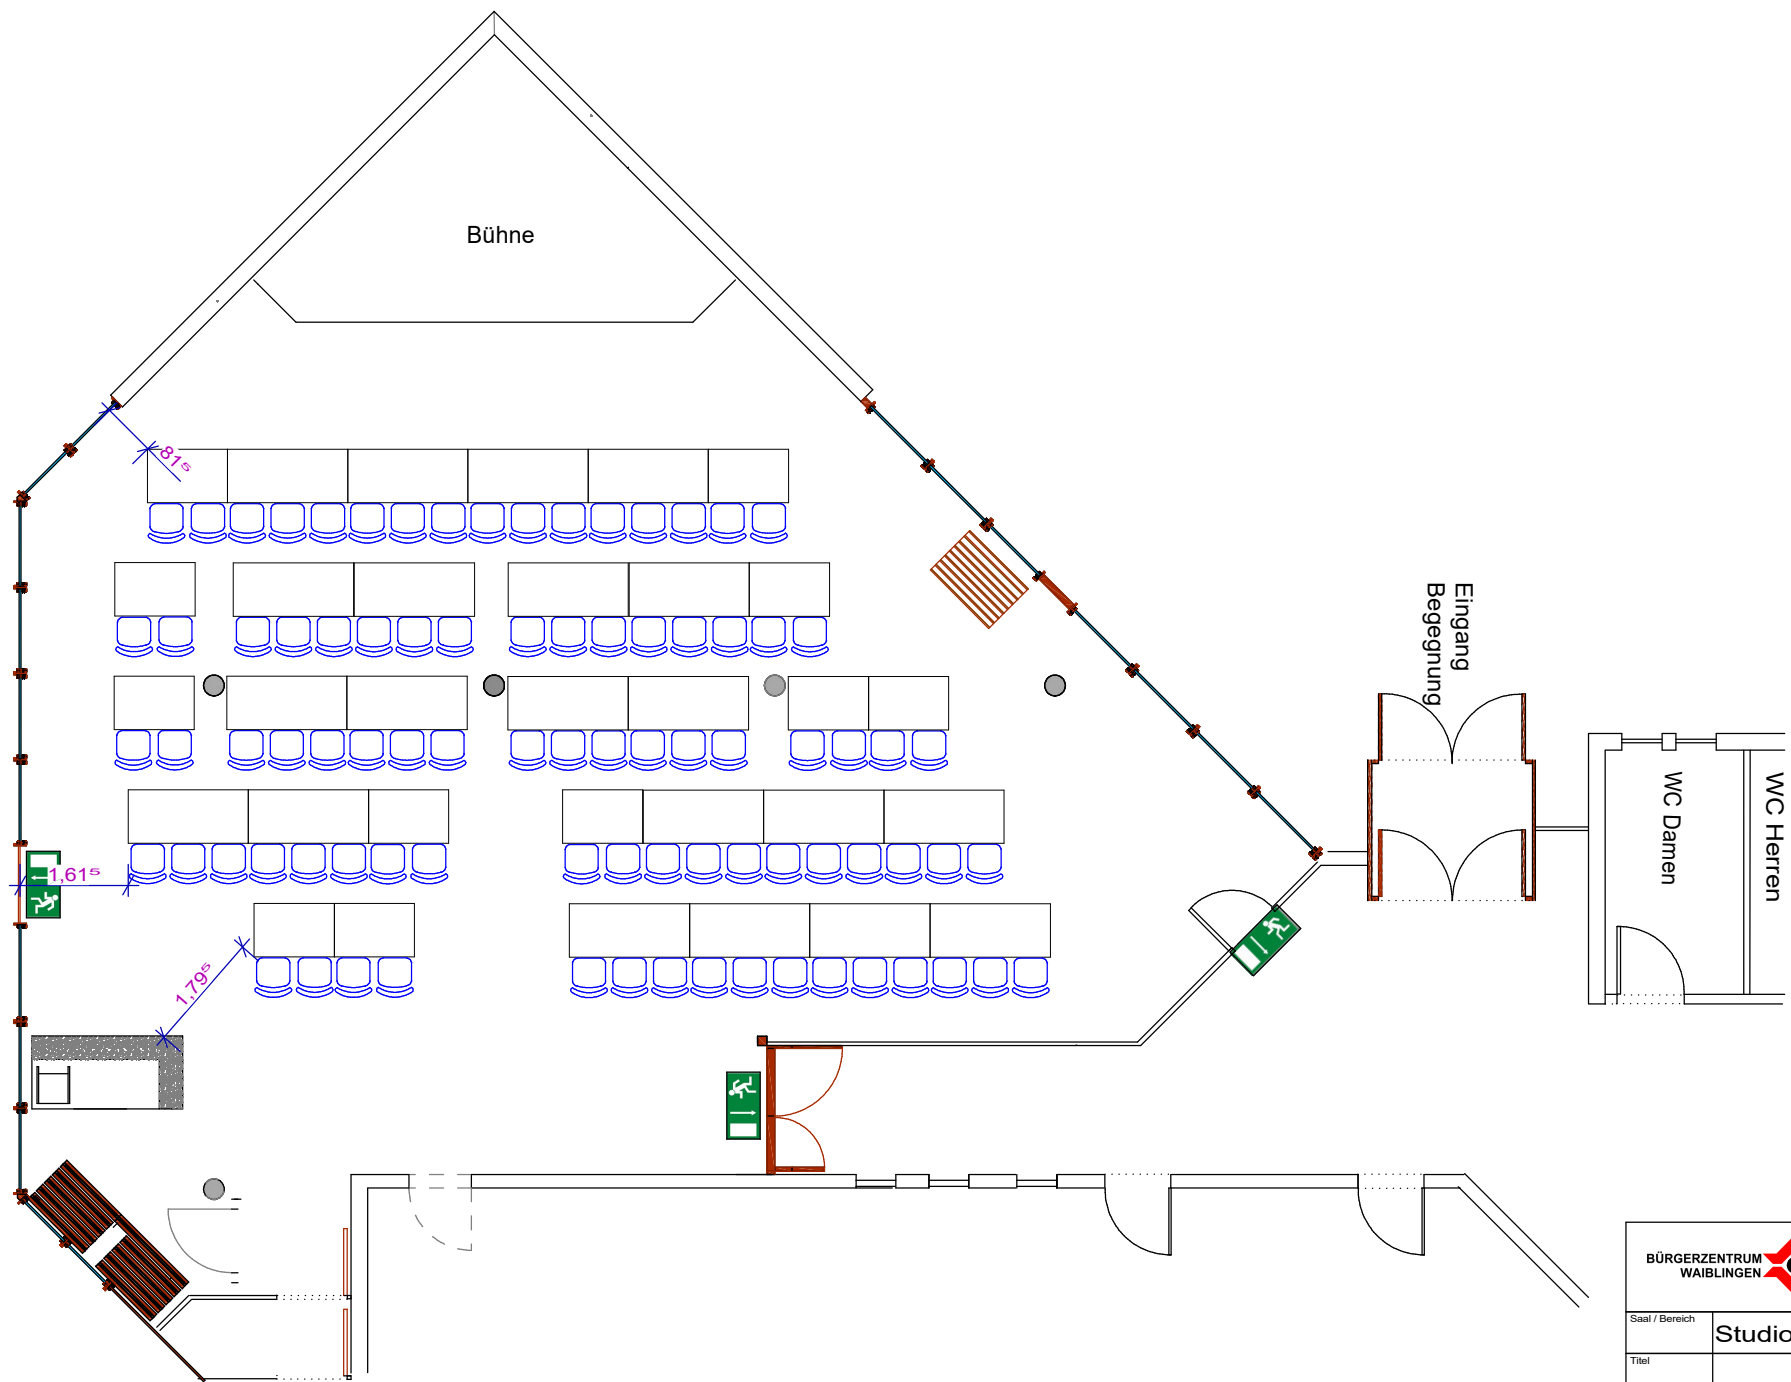 Bühne
81⁵
Eingang
Begegnung
WC Damen
WC Herren
1,61⁵
1,79⁵
BÜRGERZENTRUM
WAIBLINGEN
Saal / Bereich
Studio
Titel